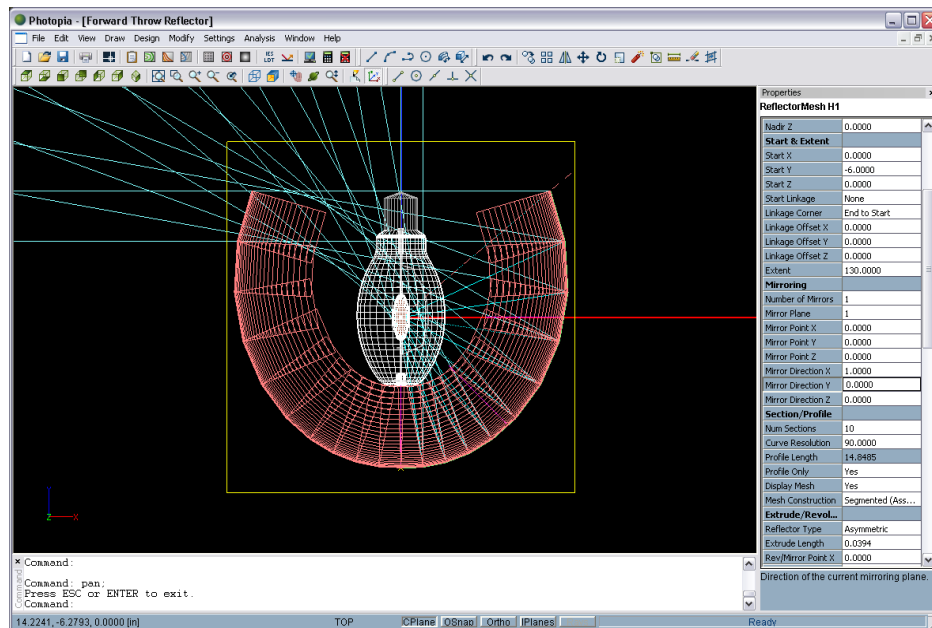 Photopia - [Forward Throw Reflector]
File Edit View Draw Design Modify Settings Analysis Window Help
IES
LDT
Properties
ReflectorMesh H1
Nadir Z 0.0000
Start & Extent
Start X 0.0000
Start Y -6.0000
Start Z 0.0000
Start Linkage None
Linkage Corner End to Start
Linkage Offset X 0.0000
Linkage Offset Y 0.0000
Linkage Offset Z 0.0000
Extent 130.0000
Mirroring
Number of Mirrors 1
Mirror Plane 1
Mirror Point X 0.0000
Mirror Point Y 0.0000
Mirror Point Z 0.0000
Mirror Direction X 1.0000
Mirror Direction Y 0.0000
Mirror Direction Z 0.0000
Section/Profile
Num Sections 10
Curve Resolution 90.0000
Profile Length 14.8485
Profile Only Yes
Display Mesh Yes
Mesh Construction Segmented (Ass...
Extrude/Revol...
Reflector Type Asymmetric
Extrude Length 0.0394
Rev/Mirror Point X 0.0000
Direction of the current mirroring plane.
Y
Z X
Command
Command:
Command: pan;
Press ESC or ENTER to exit.
Command:
14.2241, -6.2793, 0.0000 [in] TOP CPlane OSnap Ortho IPlanes Ready